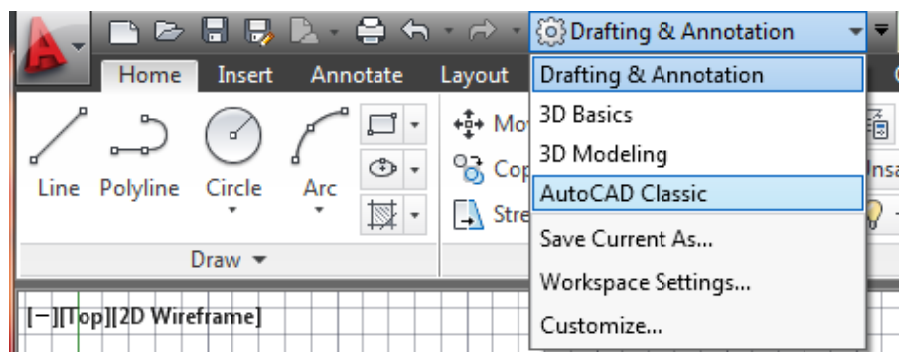 Drafting & Annotation
Home Insert Annotate Layout
Drafting & Annotation
3D Basics
3D Modeling
AutoCAD Classic
Save Current As...
Workspace Settings...
Customize...
Line Polyline Circle Arc
Draw
[−][Top][2D Wireframe]